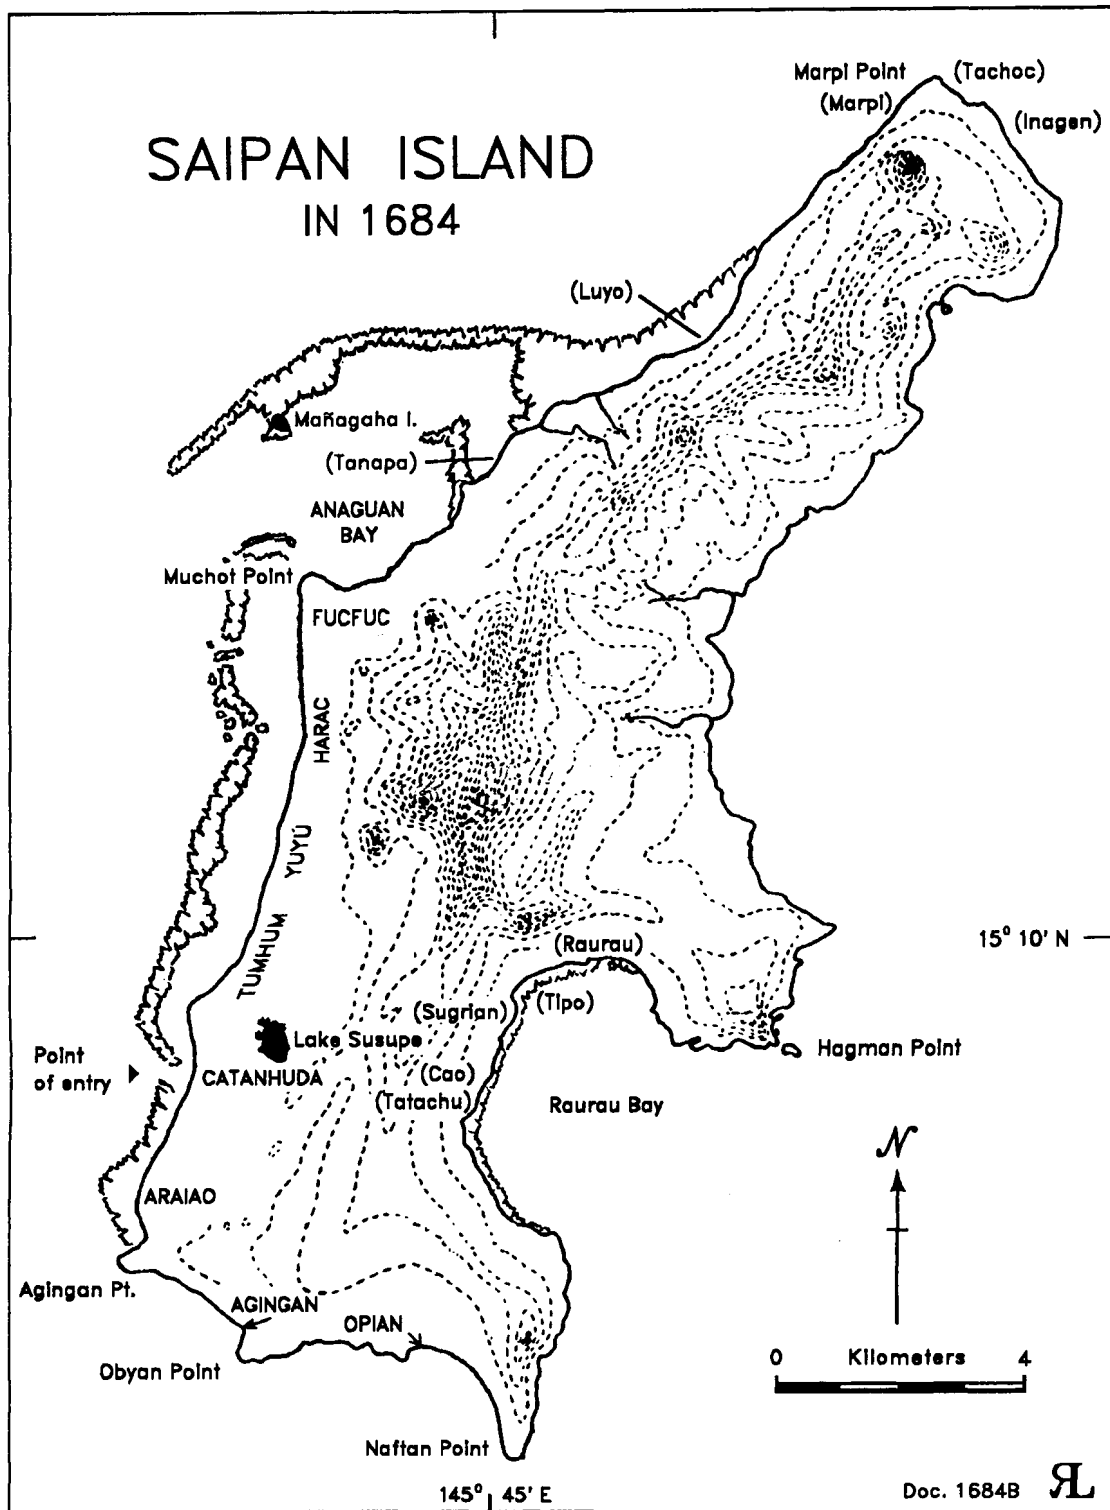 Marpi Point
(Tachoc)
(Marpi)
(Inagen)
SAIPAN ISLAND
IN 1684
(Luyo)
Mañagaha I.
(Tanapa)
ANAGUAN
BAY
Muchot Point
FUCFUC
HARAC
YUYÚ
TUMHUM
(Raurau)
15° 10' N
(Sugrian)
(Tipo)
Lake Susupe
Hagman Point
Point
of entry
(Cao)
CATANHUDA
(Tatachu)
Raurau Bay
N
ARAIAO
Agingan Pt.
AGINGAN
OPIAN
Obyan Point
0 Kilometers 4
Naftan Point
145° 45' E
Doc. 1684B
RL